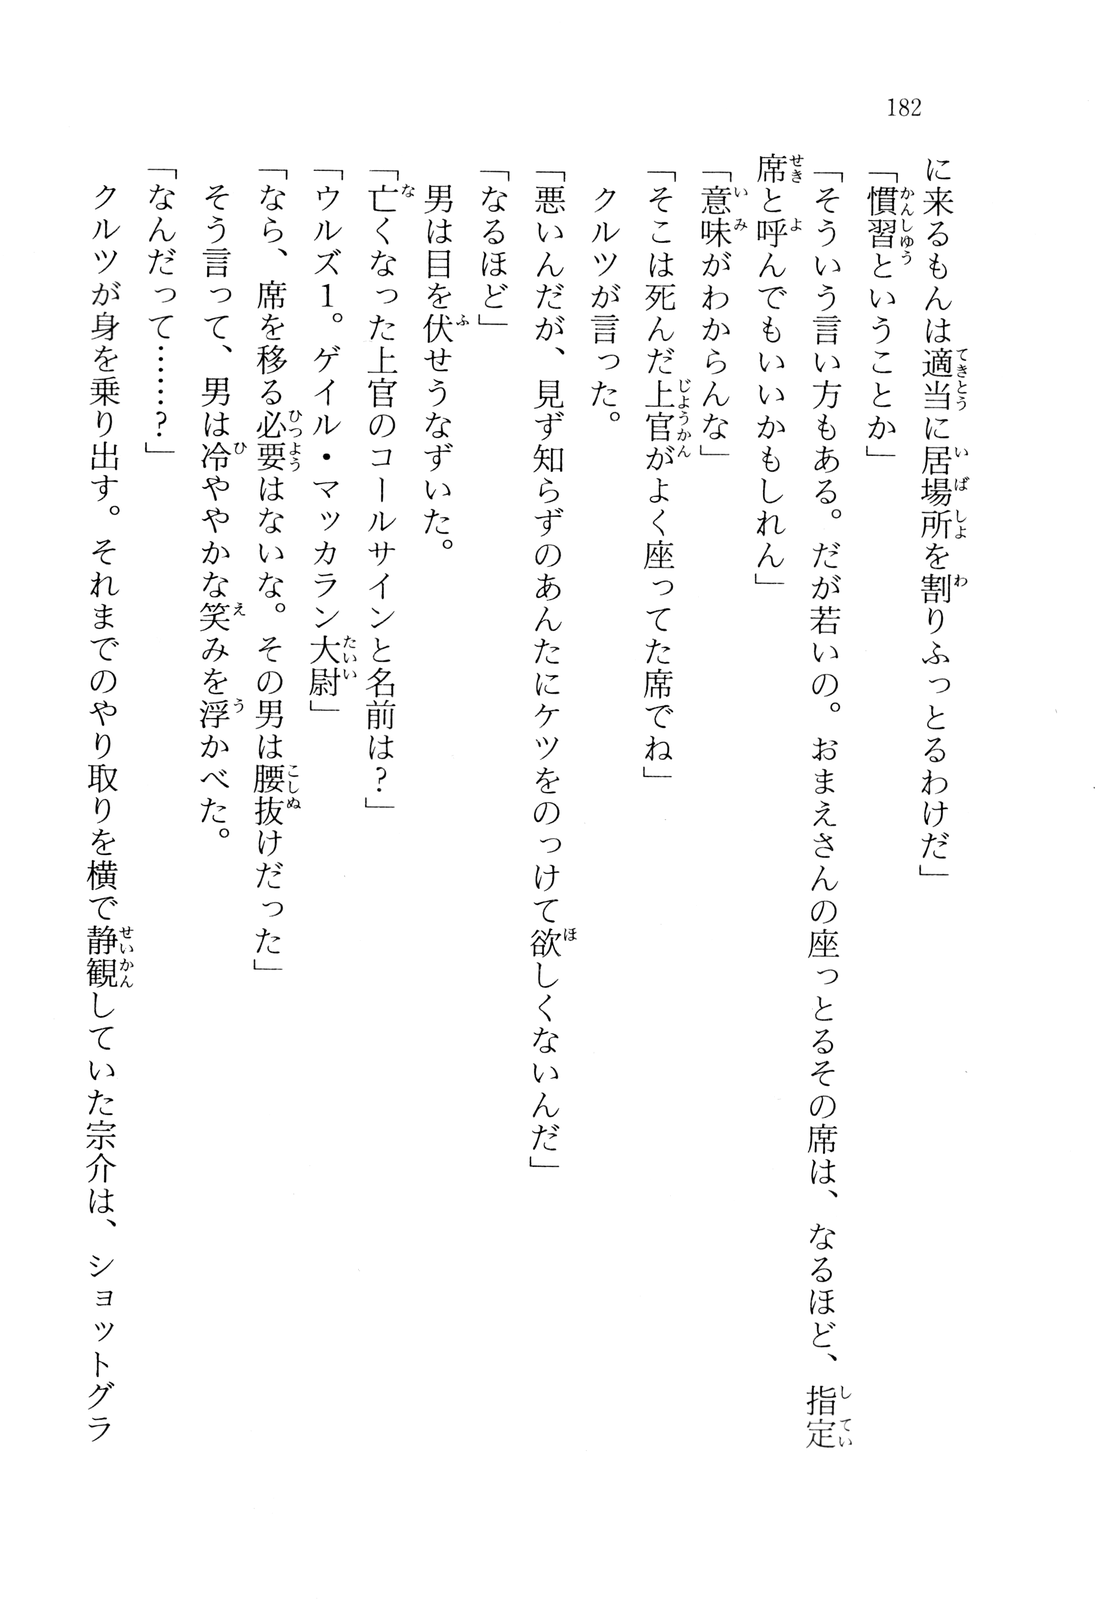 182
に来るもんは適当に居場所を割りふっとるわけだ」
「慣習ということか」
「そういう言い方もある。だが若いの。おまえさんの座っとるその席は、なるほど、指定
席と呼んでもいいかもしれん」
「意味がわからんな」
「そこは死んだ上官がよく座ってた席でね」
クルツが言った。
「悪いんだが、見ず知らずのあんたにケツをのっけて欲しくないんだ」
「なるほど」
男は目を伏せうなずいた。
「亡くなった上官のコールサインと名前は?」
「ウルズ1。ゲイル・マッカラン大尉」
「なら、席を移る必要はないな。その男は腰抜けだった」
そう言って、男は冷ややかな笑みを浮かべた。
「なんだって……?」
クルツが身を乗り出す。それまでのやり取りを横で静観していた宗介は、ショットグラ